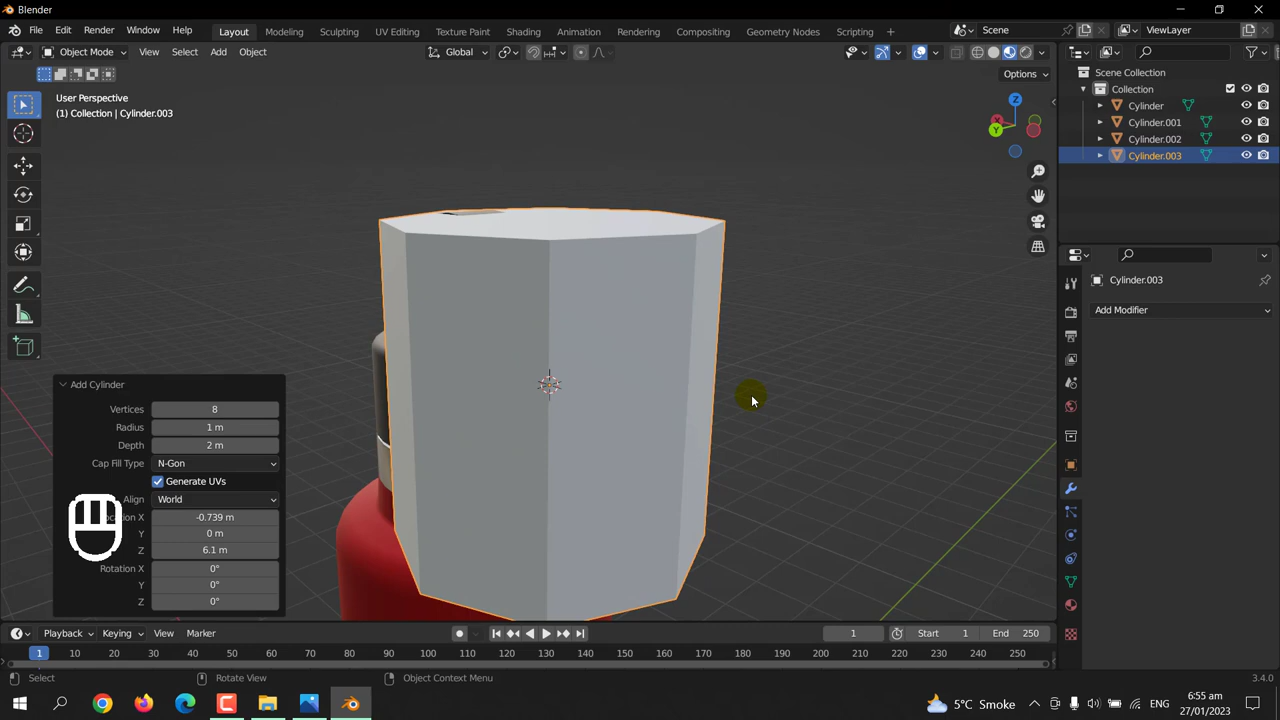 Blender
File Edit Render Window Help Layout Modeling Sculpting UV Editing Texture Paint Shading Animation Rendering Compositing Geometry Nodes Scripting Scene ViewLayer
Object Mode View Select Add Object Global
Options
User Perspective
(1) Collection | Cylinder.003
Z
X
Y
Scene Collection
Collection
Cylinder
Cylinder.001
Cylinder.002
Cylinder.003
Cylinder.003
Add Modifier
Add Cylinder
Vertices 8
Radius 1 m
Depth 2 m
Cap Fill Type N-Gon
Generate UVs
Align World
ocation X -0.739 m
Y 0 m
Z 6.1 m
Rotation X 0°
Y 0°
Z 0°
Playback Keying View Marker 1 Start 1 End 250
1 10 20 30 40 50 60 70 80 90 100 110 120 130 140 150 160 170 180 190 200 210 220 230 240 250
Select Rotate View Object Context Menu 3.4.0
5°C Smoke ENG 6:55 am
27/01/2023